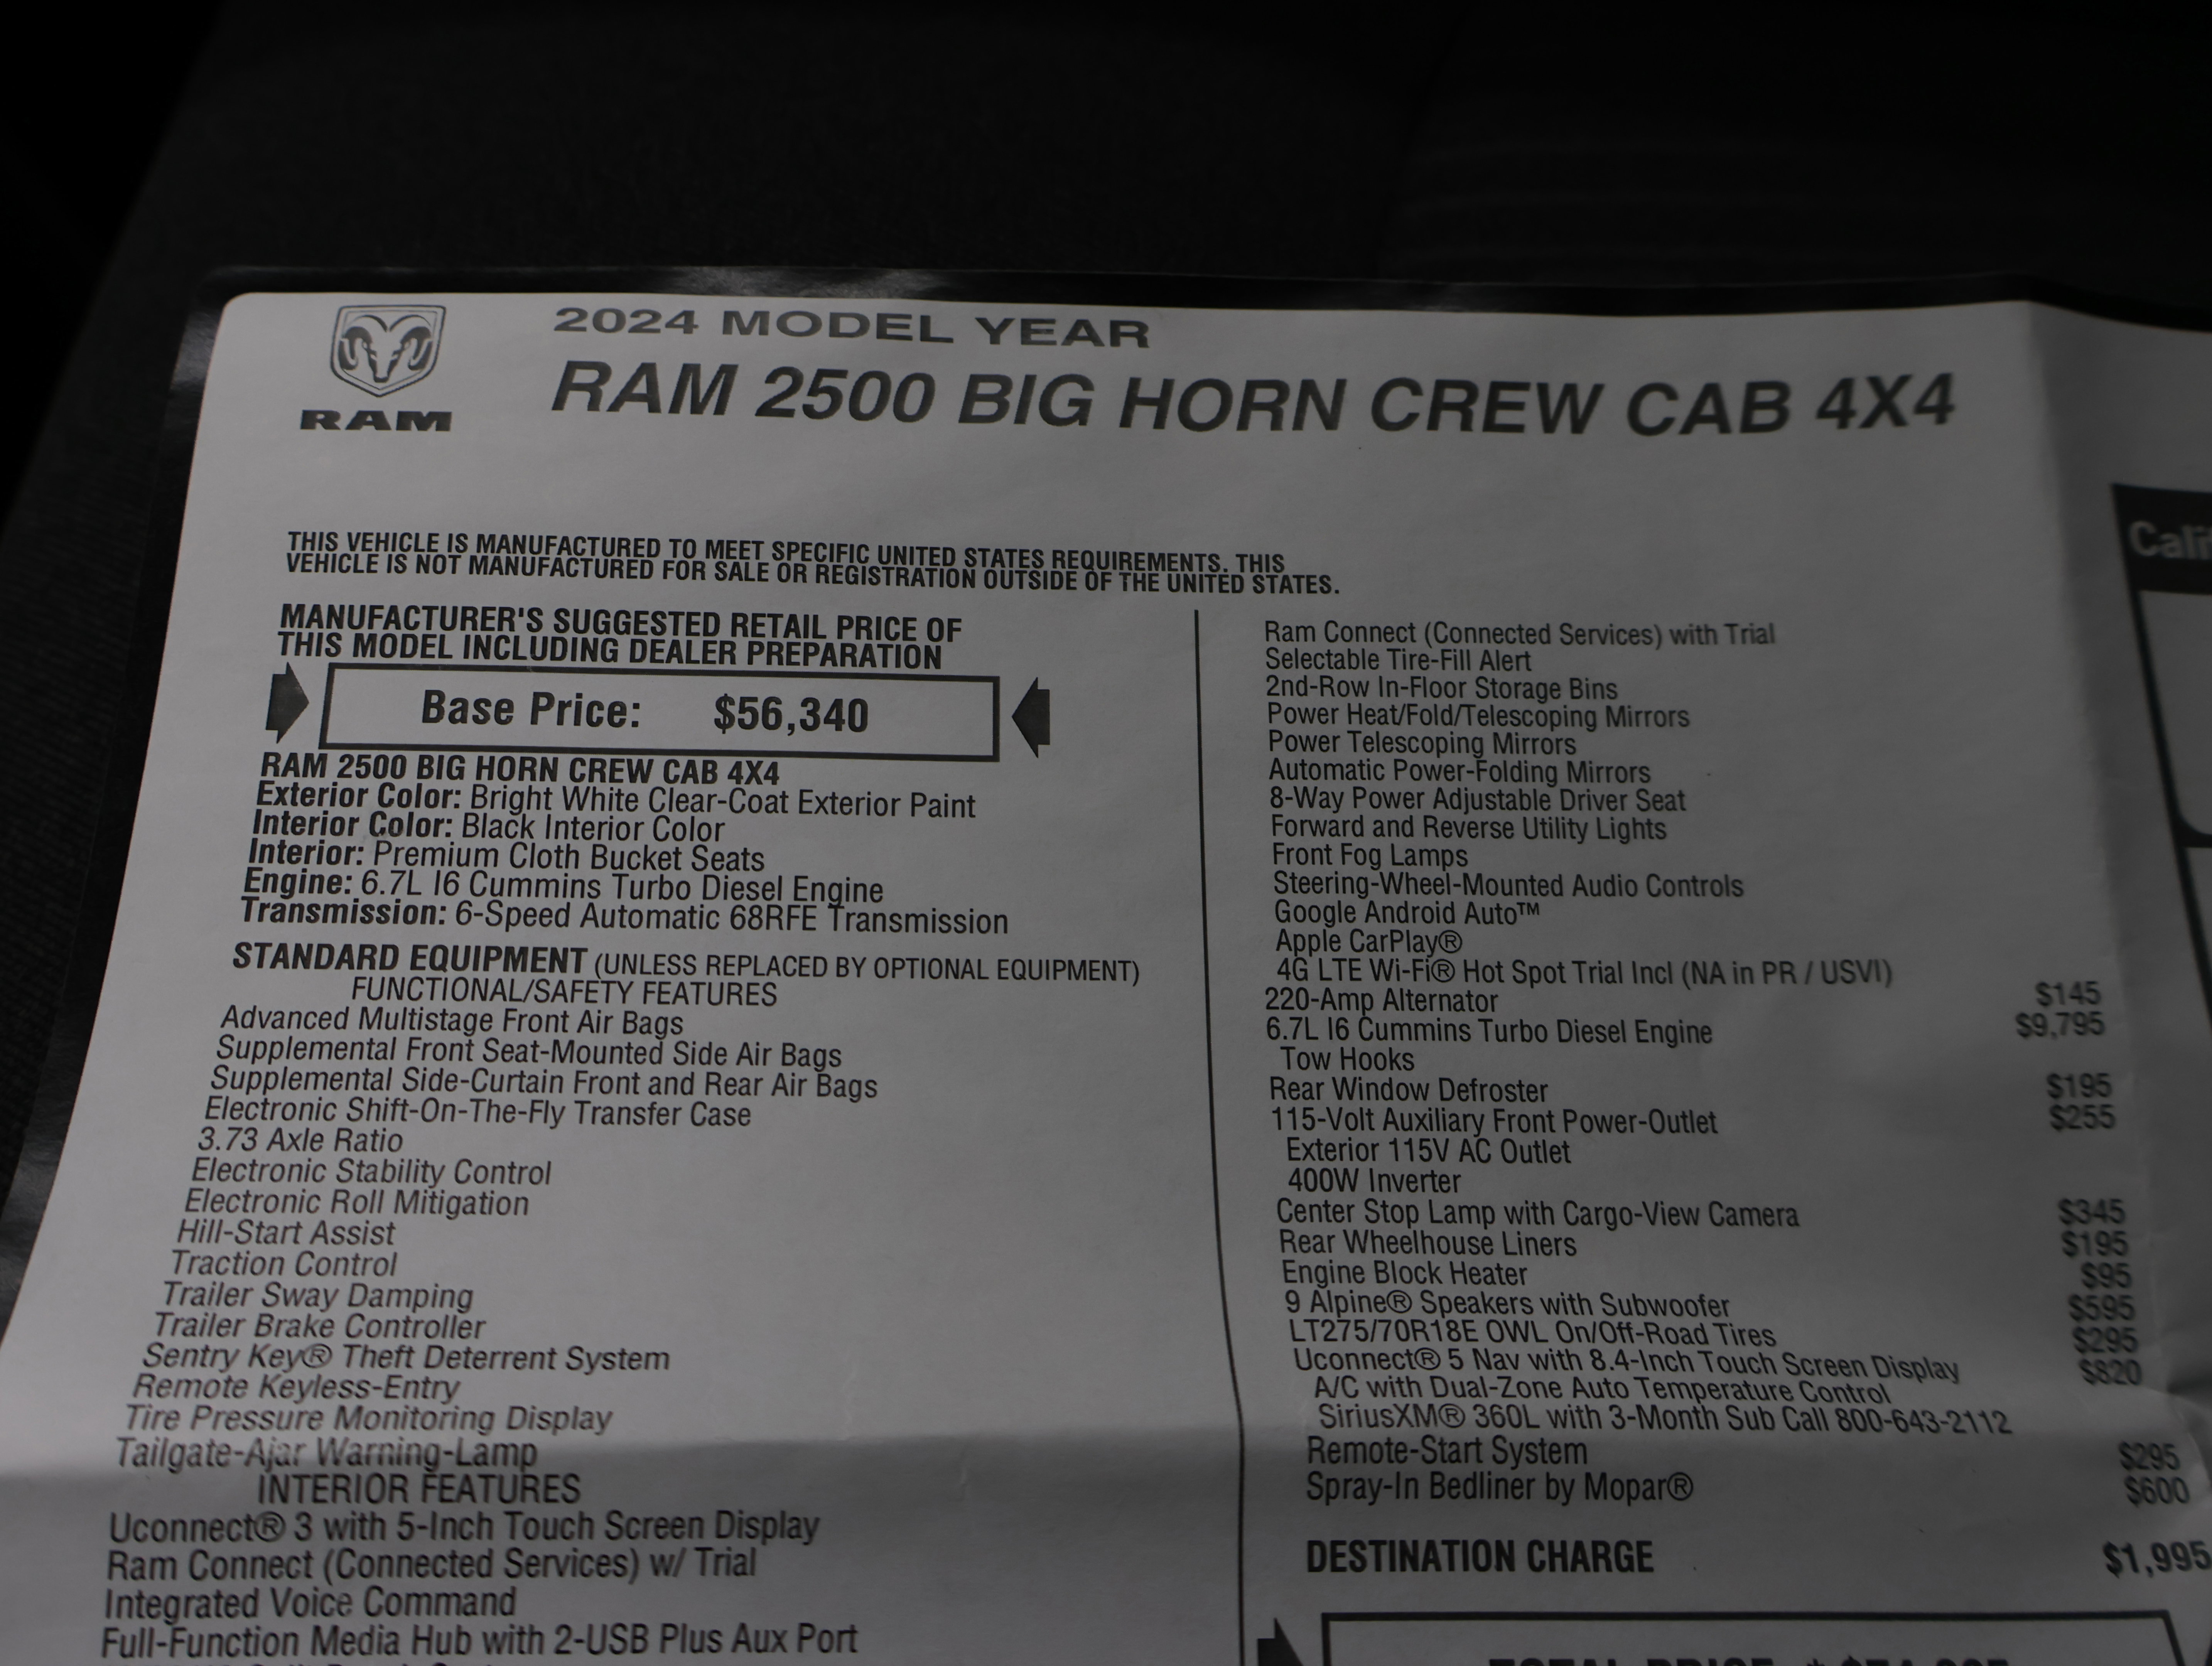 RAM
2024 MODEL YEAR
RAM 2500 BIG HORN CREW CAB 4X4
THIS VEHICLE IS MANUFACTURED TO MEET SPECIFIC UNITED STATES REQUIREMENTS. THIS
VEHICLE IS NOT MANUFACTURED FOR SALE OR REGISTRATION OUTSIDE OF THE UNITED STATES.
MANUFACTURER'S SUGGESTED RETAIL PRICE OF
THIS MODEL INCLUDING DEALER PREPARATION
Base Price: $56,340
RAM 2500 BIG HORN CREW CAB 4X4
Exterior Color: Bright White Clear-Coat Exterior Paint
Interior Color: Black Interior Color
Interior: Premium Cloth Bucket Seats
Engine: 6.7L I6 Cummins Turbo Diesel Engine
Transmission: 6-Speed Automatic 68RFE Transmission
STANDARD EQUIPMENT (UNLESS REPLACED BY OPTIONAL EQUIPMENT)
FUNCTIONAL/SAFETY FEATURES
Advanced Multistage Front Air Bags
Supplemental Front Seat-Mounted Side Air Bags
Supplemental Side-Curtain Front and Rear Air Bags
Electronic Shift-On-The-Fly Transfer Case
3.73 Axle Ratio
Electronic Stability Control
Electronic Roll Mitigation
Hill-Start Assist
Traction Control
Trailer Sway Damping
Trailer Brake Controller
Sentry Key® Theft Deterrent System
Remote Keyless-Entry
Tire Pressure Monitoring Display
Tailgate-Ajar Warning-Lamp
INTERIOR FEATURES
Uconnect® 3 with 5-Inch Touch Screen Display
Ram Connect (Connected Services) w/ Trial
Integrated Voice Command
Full-Function Media Hub with 2-USB Plus Aux Port
Ram Connect (Connected Services) with Trial
Selectable Tire-Fill Alert
2nd-Row In-Floor Storage Bins
Power Heat/Fold/Telescoping Mirrors
Power Telescoping Mirrors
Automatic Power-Folding Mirrors
8-Way Power Adjustable Driver Seat
Forward and Reverse Utility Lights
Front Fog Lamps
Steering-Wheel-Mounted Audio Controls
Google Android Auto™
Apple CarPlay®
4G LTE Wi-Fi® Hot Spot Trial Incl (NA in PR / USVI)
220-Amp Alternator $145
6.7L I6 Cummins Turbo Diesel Engine $9,795
Tow Hooks
Rear Window Defroster $195
115-Volt Auxiliary Front Power-Outlet $255
Exterior 115V AC Outlet
400W Inverter
Center Stop Lamp with Cargo-View Camera $345
Rear Wheelhouse Liners $195
Engine Block Heater $95
9 Alpine® Speakers with Subwoofer $595
LT275/70R18E OWL On/Off-Road Tires $295
Uconnect® 5 Nav with 8.4-Inch Touch Screen Display $820
A/C with Dual-Zone Auto Temperature Control
SiriusXM® 360L with 3-Month Sub Call 800-643-2112
Remote-Start System $295
Spray-In Bedliner by Mopar® $600
DESTINATION CHARGE $1,995
TOTAL PRICE: *
Cali